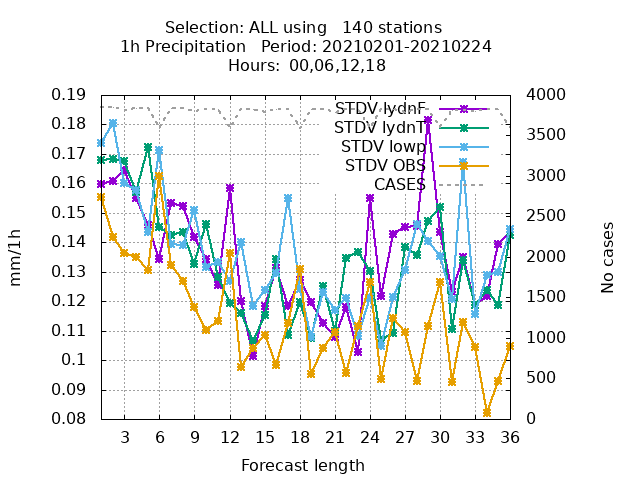 Selection: ALL using   140 stations
1h Precipitation   Period: 20210201-20210224
Hours:  00,06,12,18
STDV lydnF
STDV lydnT
STDV lowp
STDV OBS
CASES
mm/1h
0.19
0.18
0.17
0.16
0.15
0.14
0.13
0.12
0.11
0.1
0.09
0.08
4000
3500
3000
2500
2000
1500
1000
500
0
No cases
3 6 9 12 15 18 21 24 27 30 33 36
Forecast length